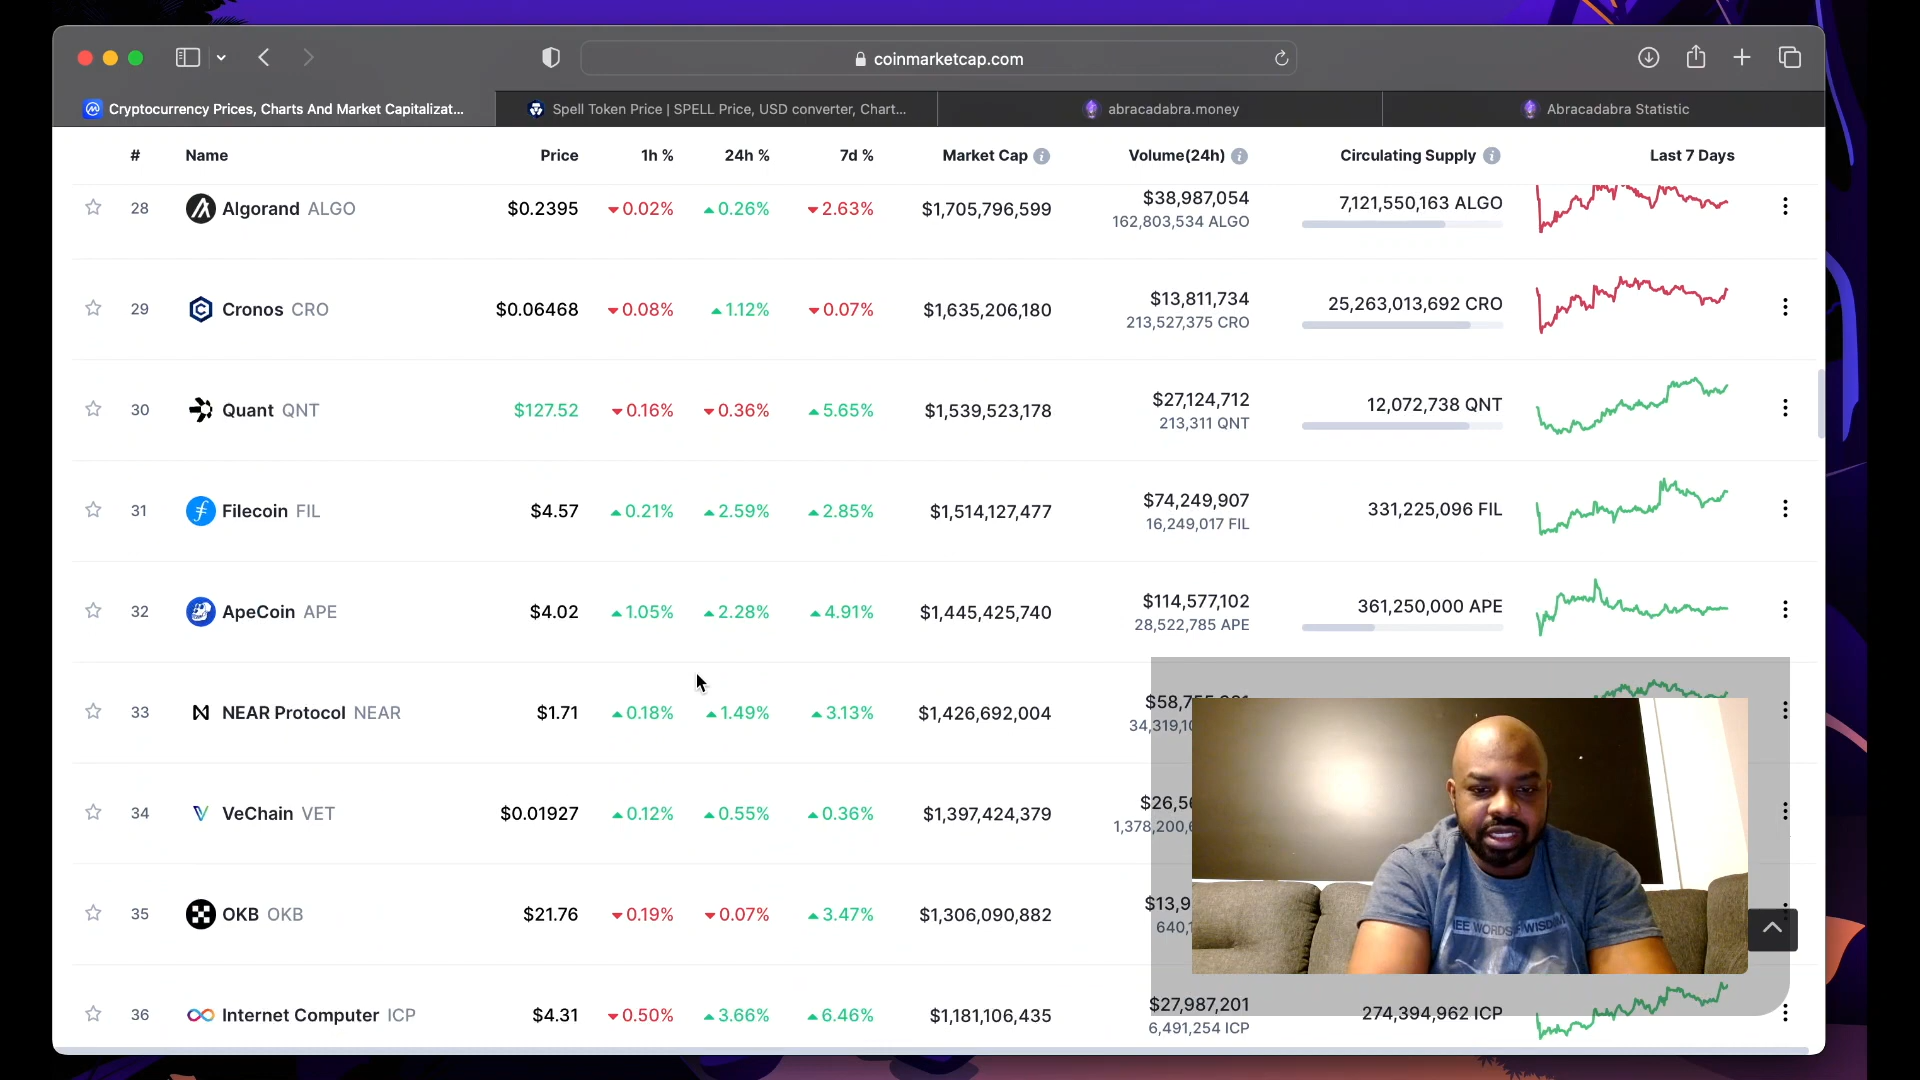 coinmarketcap.com
Cryptocurrency Prices, Charts And Market Capitalizat...
Spell Token Price | SPELL Price, USD converter, Chart...
abracadabra.money
Abracadabra Statistic
# Name Price 1h % 24h % 7d % Market Cap Volume(24h) Circulating Supply Last 7 Days
28 Algorand ALGO $0.2395 0.02% 0.26% 2.63% $1,705,796,599 $38,987,054 7,121,550,163 ALGO
162,803,534 ALGO
29 Cronos CRO $0.06468 0.08% 1.12% 0.07% $1,635,206,180 $13,811,734 25,263,013,692 CRO
213,527,375 CRO
30 Quant QNT $127.52 0.16% 0.36% 5.65% $1,539,523,178 $27,124,712 12,072,738 QNT
213,311 QNT
31 Filecoin FIL $4.57 0.21% 2.59% 2.85% $1,514,127,477 $74,249,907 331,225,096 FIL
16,249,017 FIL
32 ApeCoin APE $4.02 1.05% 2.28% 4.91% $1,445,425,740 $114,577,102 361,250,000 APE
28,522,785 APE
33 NEAR Protocol NEAR $1.71 0.18% 1.49% 3.13% $1,426,692,004
34 VeChain VET $0.01927 0.12% 0.55% 0.36% $1,397,424,379
35 OKB OKB $21.76 0.19% 0.07% 3.47% $1,306,090,882
WORDS WISDOM
36 Internet Computer ICP $4.31 0.50% 3.66% 6.46% $1,181,106,435 $27,987,201 274,394,962 ICP
6,491,254 ICP